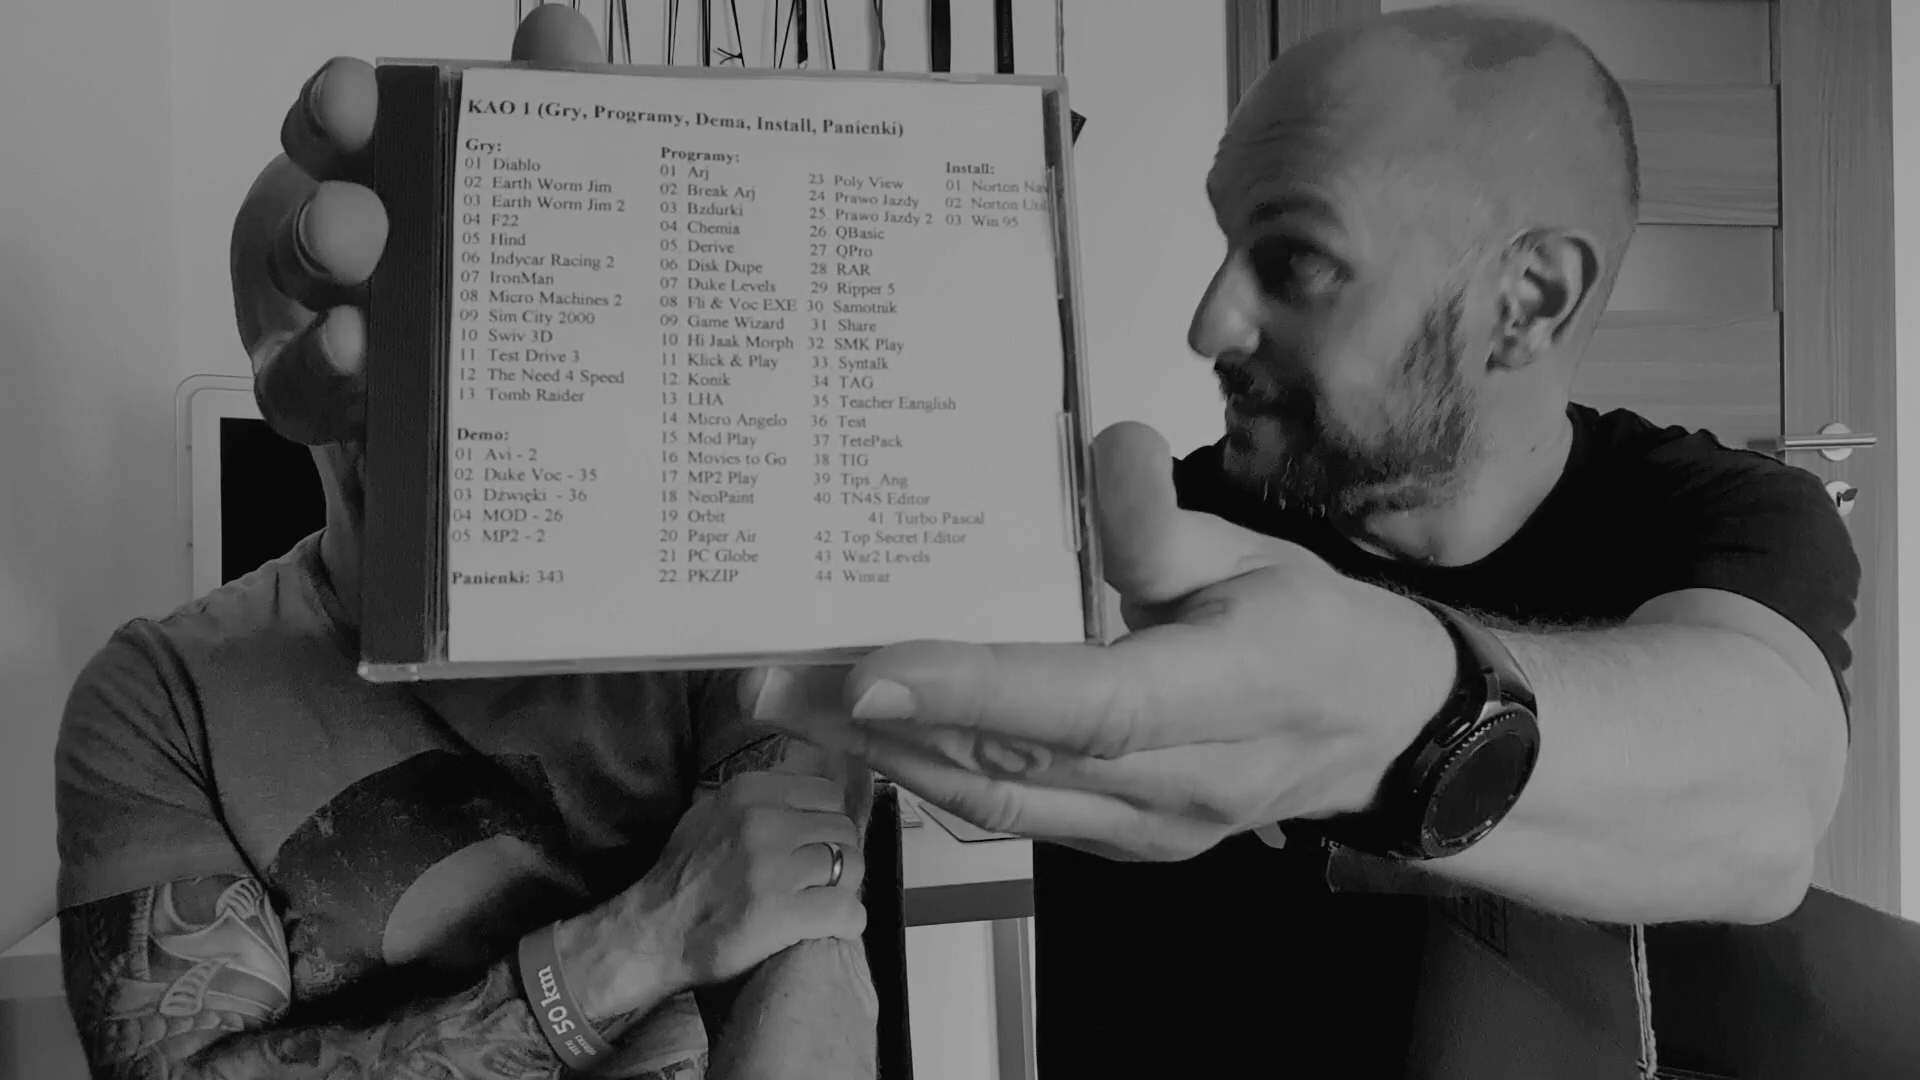 KAO 1 (Gry, Programy, Dema, Install, Panienki)
Gry:
01 Diablo
02 Earth Worm Jim
03 Earth Worm Jim 2
04 F22
05 Hind
06 Indycar Racing 2
07 IronMan
08 Micro Machines 2
09 Sim City 2000
10 Swiv 3D
11 Test Drive 3
12 The Need 4 Speed
13 Tomb Raider
Demo:
01 Avi - 2
02 Duke Voc - 35
03 Dźwięki - 36
04 MOD - 26
05 MP2 - 2
Panienki: 343
Programy:
01 Arj
02 Break Arj
03 Bzdurki
04 Chemia
05 Derive
06 Disk Dupe
07 Duke Levels
08 Fli & Voc EXE
09 Game Wizard
10 Hi Jaak Morph
11 Klick & Play
12 Konik
13 LHA
14 Micro Angelo
15 Mod Play
16 Movies to Go
17 MP2 Play
18 NeoPaint
19 Orbit
20 Paper Air
21 PC Globe
22 PKZIP
23 Poly View
24 Prawo Jazdy
25 Prawo Jazdy 2
26 QBasic
27 QPro
28 RAR
29 Ripper 5
30 Samotnik
31 Share
32 SMK Play
33 Syntalk
34 TAG
35 Teacher Eanglish
36 Test
37 TetePack
38 TIG
39 Tips_Ang
40 TN4S Editor
41 Turbo Pascal
42 Top Secret Editor
43 War2 Levels
44 Winrar
Install:
01 Norton Nav
02 Norton Util
03 Win 95
50km